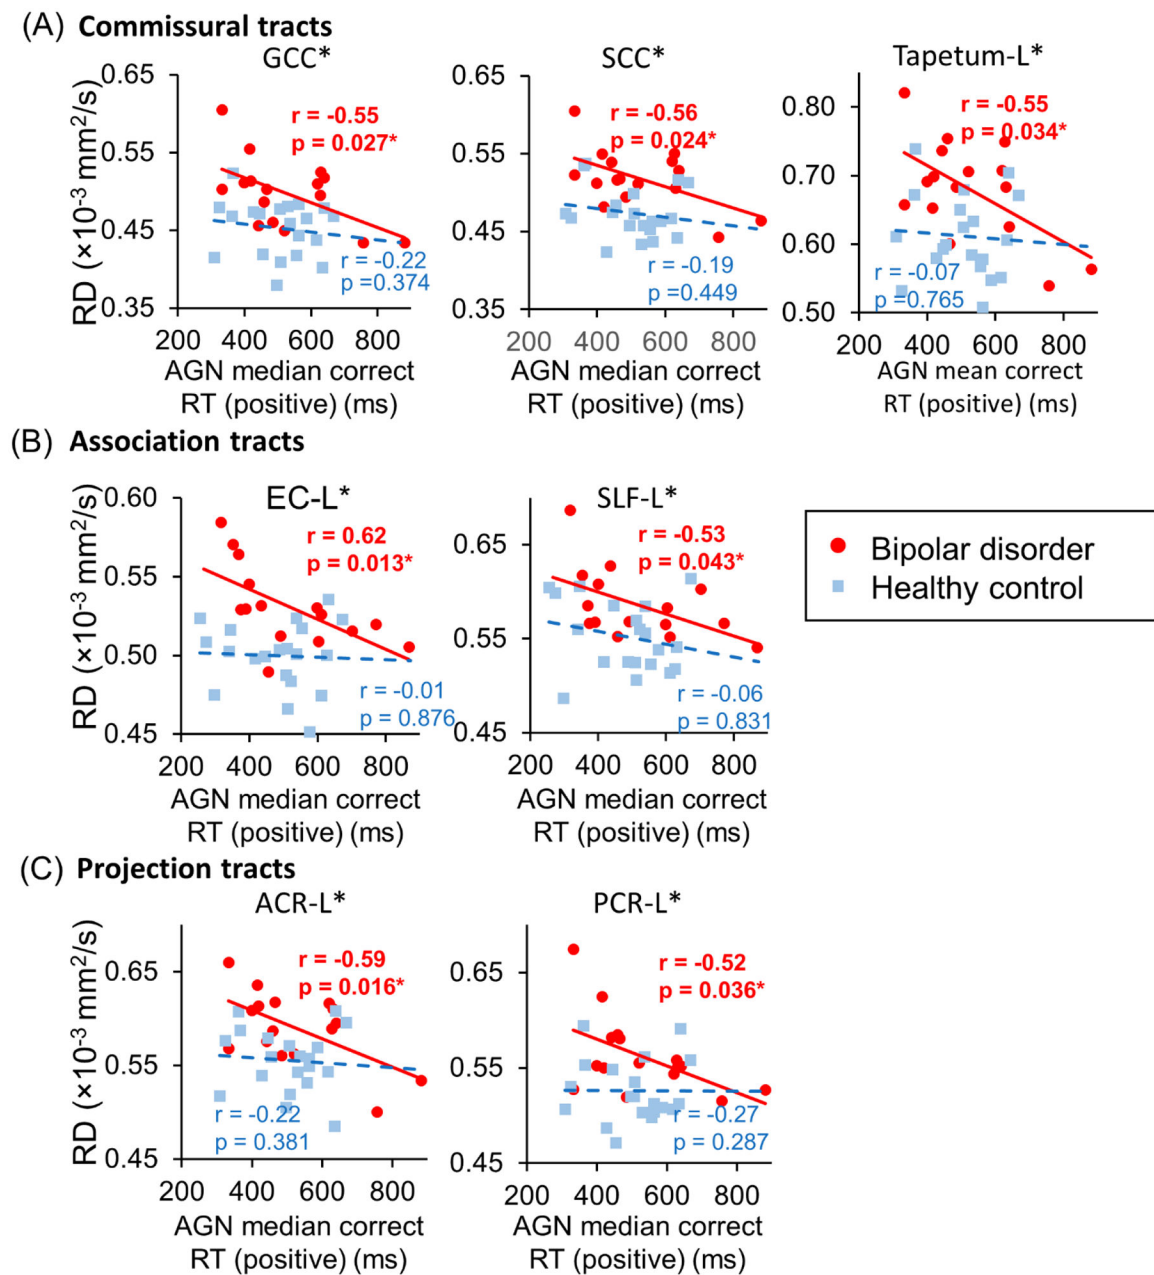 (A) Commissural tracts
GCC*
SCC*
Tapetum-L*
RD (×10⁻³ mm²/s)
0.65
0.55
0.45
0.35
r = -0.55
p = 0.027*
r = -0.22
p =0.374
200 400 600 800
AGN median correct
RT (positive) (ms)
0.65
0.55
0.45
0.35
r = -0.56
p = 0.024*
r = -0.19
p =0.449
200 400 600 800
AGN median correct
RT (positive) (ms)
0.80
0.70
0.60
0.50
r = -0.55
p = 0.034*
r = -0.07
p =0.765
200 400 600 800
AGN mean correct
RT (positive) (ms)
(B) Association tracts
EC-L*
SLF-L*
RD (×10⁻³ mm²/s)
0.60
0.55
0.50
0.45
r = 0.62
p = 0.013*
r = -0.01
p = 0.876
200 400 600 800
AGN median correct
RT (positive) (ms)
0.65
0.55
0.45
r = -0.53
p = 0.043*
r = -0.06
p = 0.831
200 400 600 800
AGN median correct
RT (positive) (ms)
Bipolar disorder
Healthy control
(C) Projection tracts
ACR-L*
PCR-L*
RD (×10⁻³ mm²/s)
0.65
0.55
0.45
r = -0.59
p = 0.016*
r = -0.22
p = 0.381
200 400 600 800
AGN median correct
RT (positive) (ms)
0.65
0.55
0.45
r = -0.52
p = 0.036*
r = -0.27
p = 0.287
200 400 600 800
AGN median correct
RT (positive) (ms)